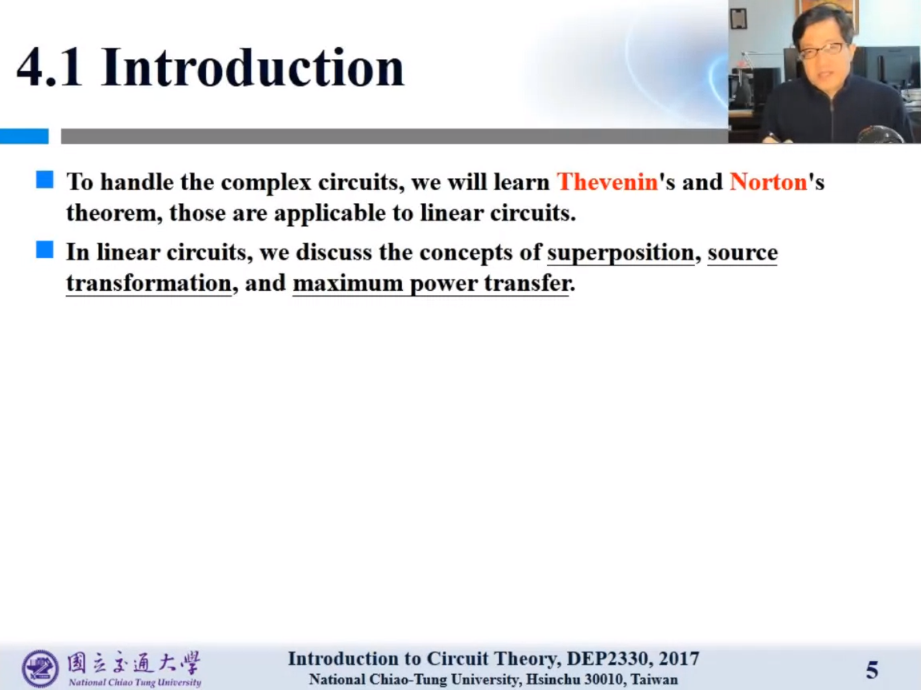 4.1 Introduction
To handle the complex circuits, we will learn Thevenin's and Norton's
theorem, those are applicable to linear circuits.
In linear circuits, we discuss the concepts of superposition, source
transformation, and maximum power transfer.
國立交通大學
National Chiao Tung University
Introduction to Circuit Theory, DEP2330, 2017
National Chiao-Tung University, Hsinchu 30010, Taiwan
5